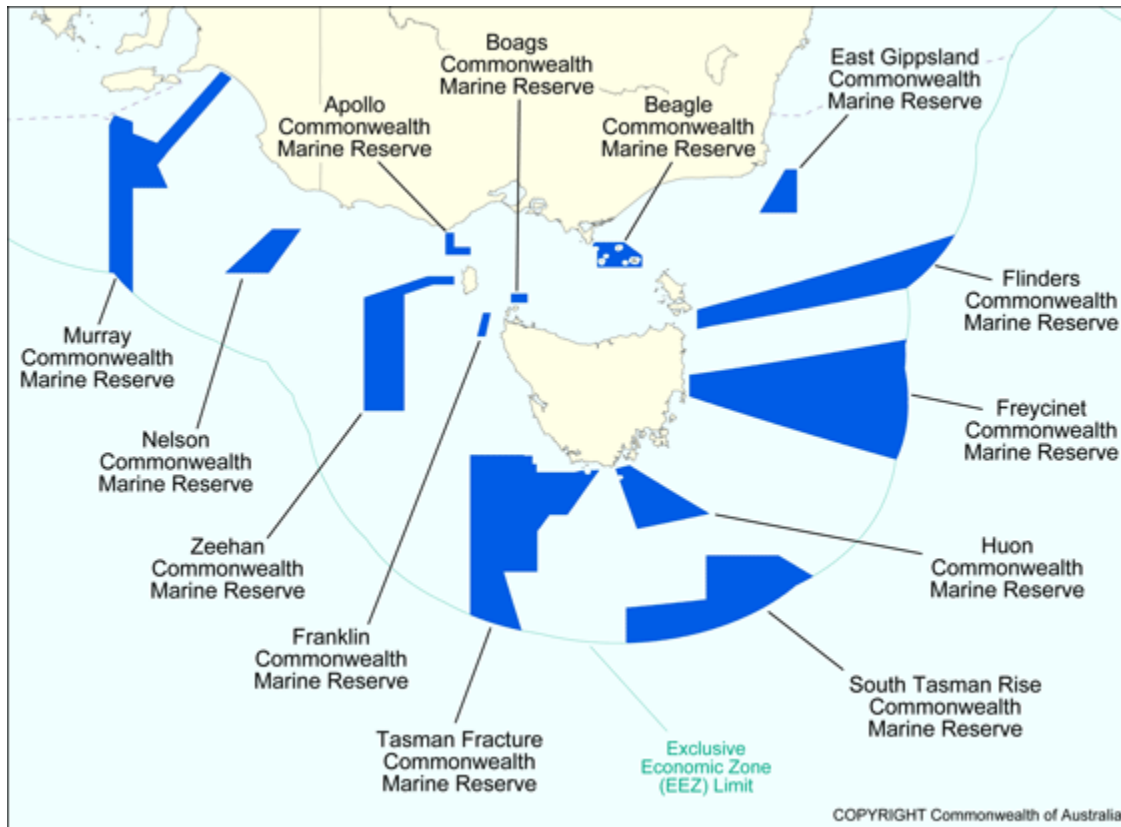 Boags
Commonwealth
Marine Reserve
East Gippsland
Commonwealth
Marine Reserve
Apollo
Commonwealth
Marine Reserve
Beagle
Commonwealth
Marine Reserve
Flinders
Commonwealth
Marine Reserve
Murray
Commonwealth
Marine Reserve
Freycinet
Commonwealth
Marine Reserve
Nelson
Commonwealth
Marine Reserve
Zeehan
Commonwealth
Marine Reserve
Huon
Commonwealth
Marine Reserve
Franklin
Commonwealth
Marine Reserve
South Tasman Rise
Commonwealth
Marine Reserve
Tasman Fracture
Commonwealth
Marine Reserve
Exclusive
Economic Zone
(EEZ) Limit
COPYRIGHT Commonwealth of Australia